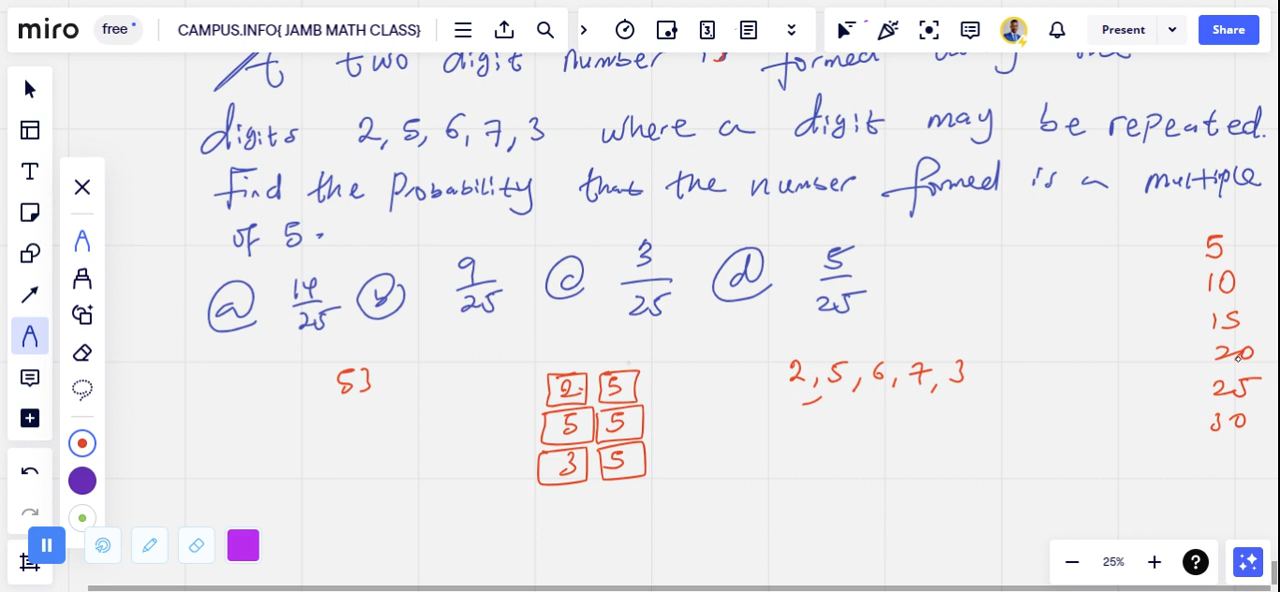 miro free CAMPUS.INFO{ JAMB MATH CLASS} Present Share
two digit number is formed
digits 2, 5, 6, 7, 3 where a digit may be repeated.
Find the Probability that the number formed is a multiple
of 5.
(a) 14/25 (b) 9/25 (c) 3/25 (d) 5/25
5
10
15
20
25
30
53
2 5
5 5
3 5
2, 5, 6, 7, 3
25%